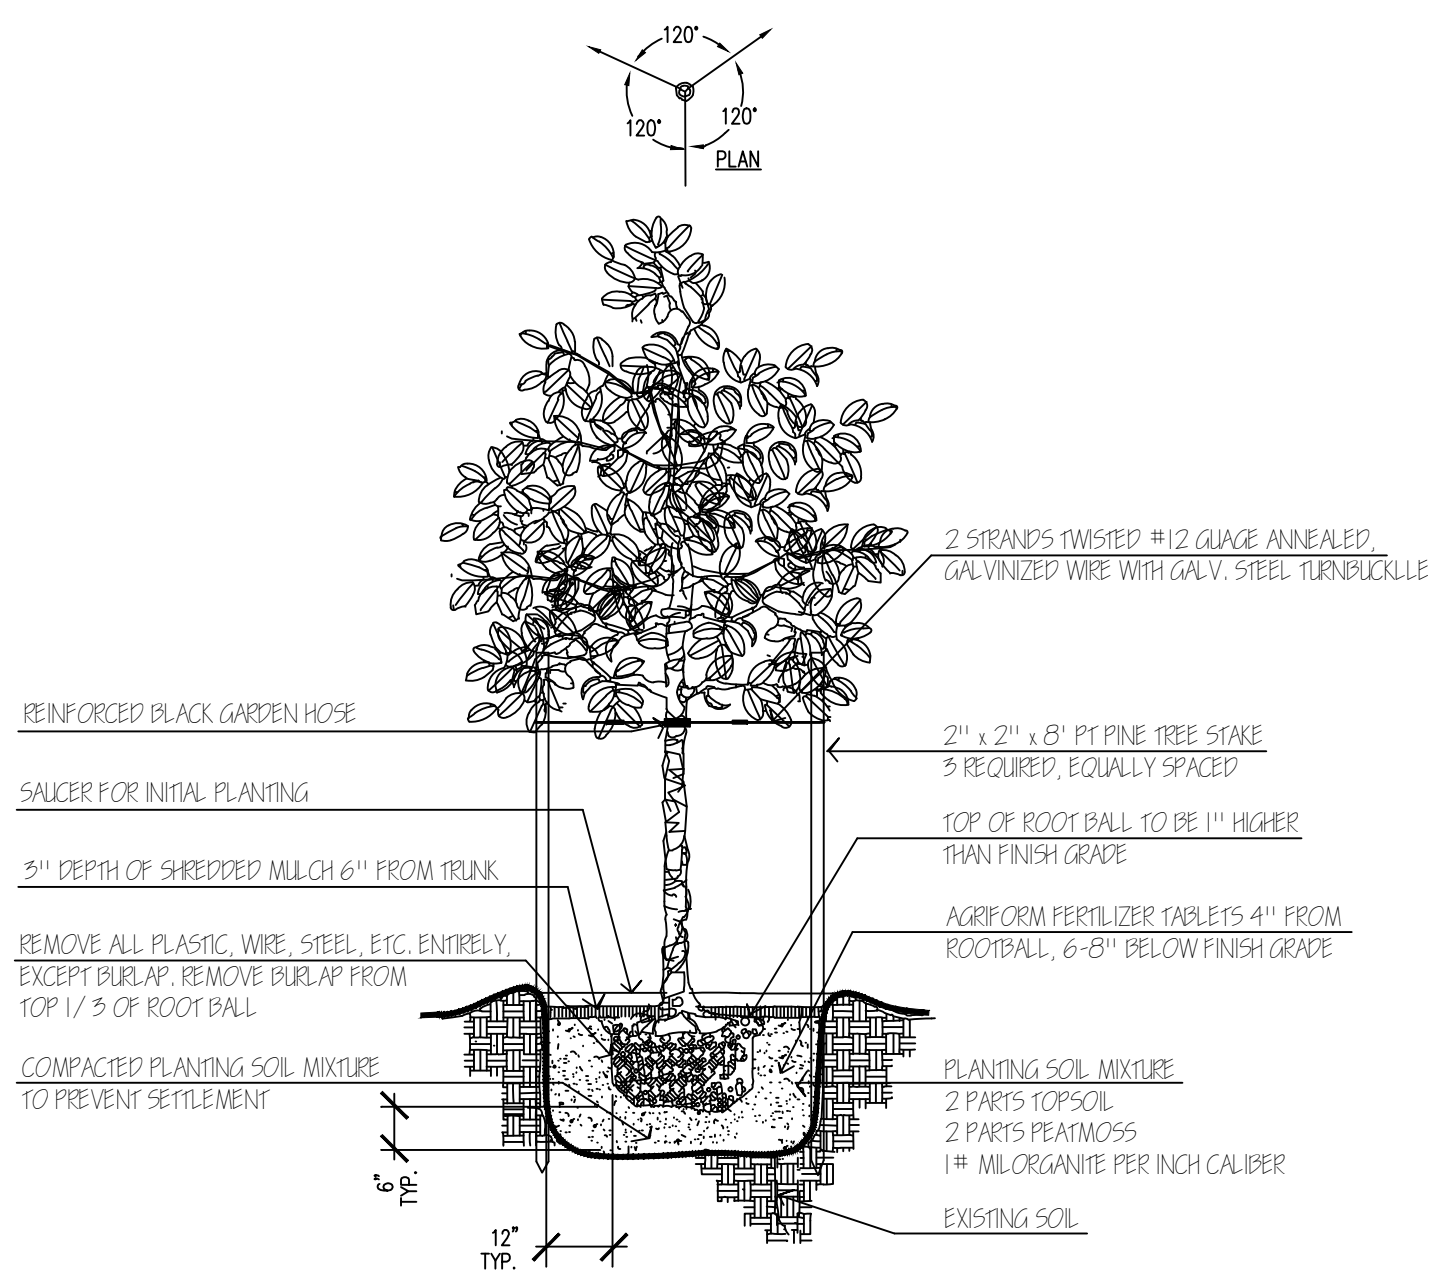 120°
120°
120°
PLAN
2 STRANDS TWISTED #12 GUAGE ANNEALED,
GALVINIZED WIRE WITH GALV. STEEL TURNBUCKLLE
REINFORCED BLACK GARDEN HOSE
2" x 2" x 8' PT PINE TREE STAKE
3 REQUIRED, EQUALLY SPACED
SAUCER FOR INITIAL PLANTING
TOP OF ROOT BALL TO BE 1" HIGHER
THAN FINISH GRADE
3" DEPTH OF SHREDDED MULCH 6" FROM TRUNK
AGRIFORM FERTILIZER TABLETS 4" FROM
ROOTBALL, 6-8" BELOW FINISH GRADE
REMOVE ALL PLASTIC, WIRE, STEEL, ETC. ENTIRELY,
EXCEPT BURLAP. REMOVE BURLAP FROM
TOP 1/3 OF ROOT BALL
COMPACTED PLANTING SOIL MIXTURE
TO PREVENT SETTLEMENT
PLANTING SOIL MIXTURE
2 PARTS TOPSOIL
2 PARTS PEATMOSS
1# MILORGANITE PER INCH CALIBER
6"
TYP.
EXISTING SOIL
12"
TYP.